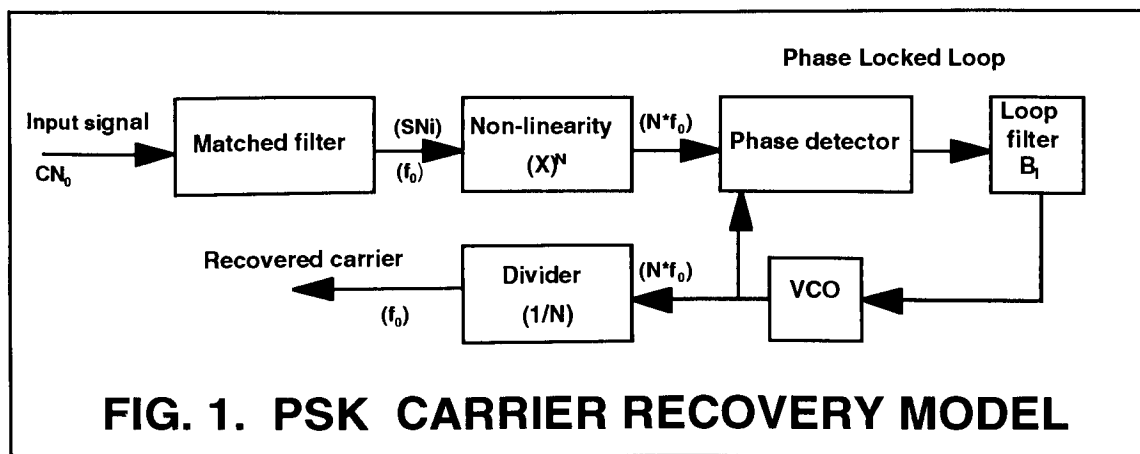 Phase Locked Loop
Input signal
CN₀
Matched filter
(SNi)
(f₀)
Non-linearity
(X)ᴺ
(N*f₀)
Phase detector
Loop
filter
Bₗ
Recovered carrier
(f₀)
Divider
(1/N)
(N*f₀)
VCO
FIG. 1. PSK CARRIER RECOVERY MODEL